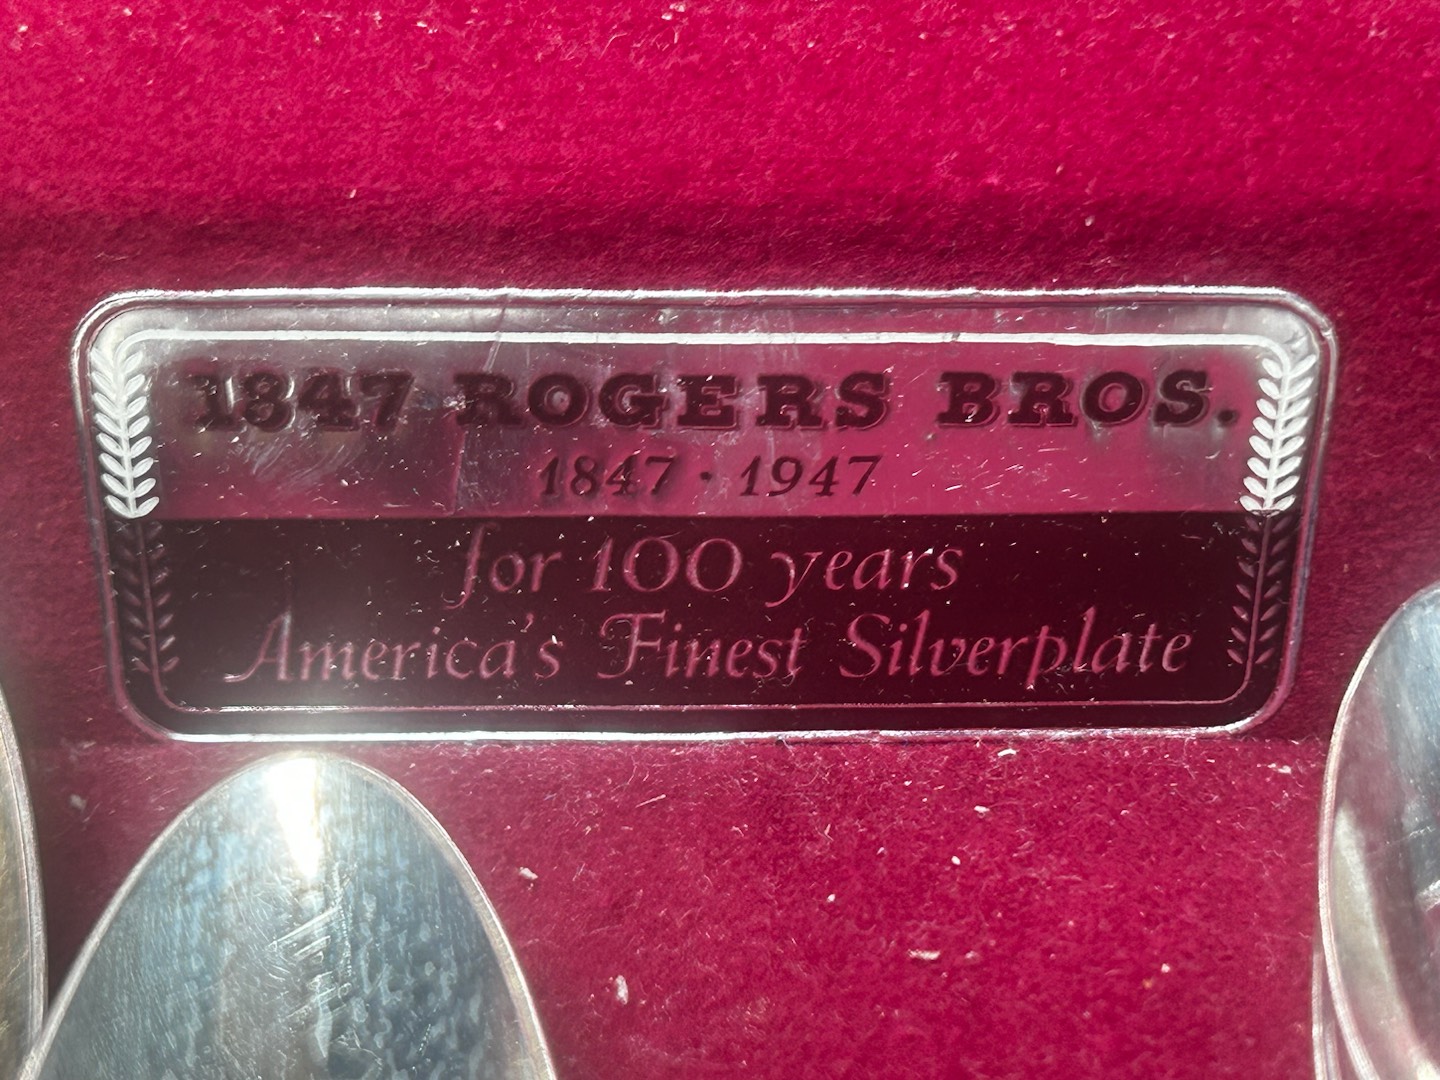 1847 ROGERS BROS.
1847 · 1947
for 100 years
America's Finest Silverplate